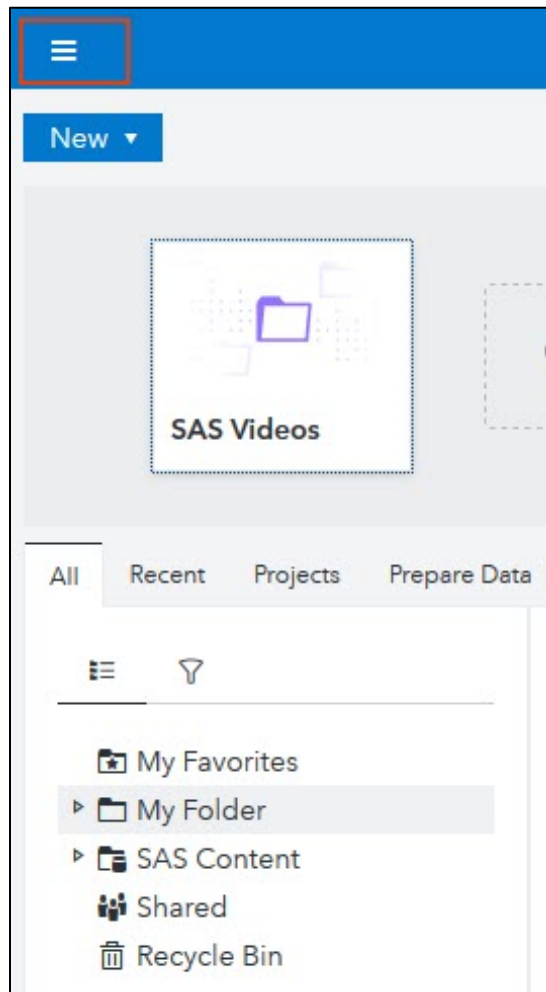 New
SAS Videos
All Recent Projects Prepare Data
My Favorites
My Folder
SAS Content
Shared
Recycle Bin